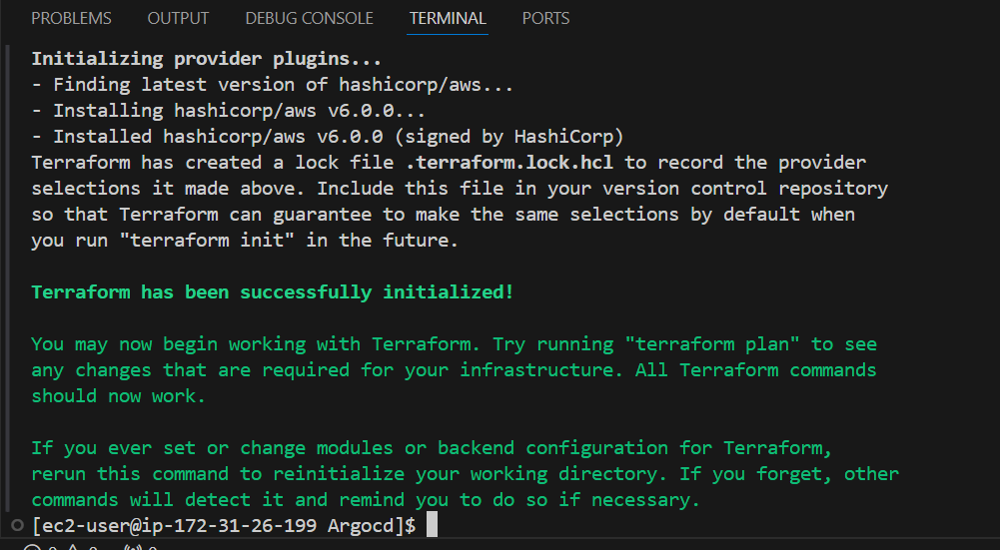 PROBLEMS OUTPUT DEBUG CONSOLE TERMINAL PORTS
Initializing provider plugins...
- Finding latest version of hashicorp/aws...
- Installing hashicorp/aws v6.0.0...
- Installed hashicorp/aws v6.0.0 (signed by HashiCorp)
Terraform has created a lock file .terraform.lock.hcl to record the provider
selections it made above. Include this file in your version control repository
so that Terraform can guarantee to make the same selections by default when
you run "terraform init" in the future.
Terraform has been successfully initialized!
You may now begin working with Terraform. Try running "terraform plan" to see
any changes that are required for your infrastructure. All Terraform commands
should now work.
If you ever set or change modules or backend configuration for Terraform,
rerun this command to reinitialize your working directory. If you forget, other
commands will detect it and remind you to do so if necessary.
[ec2-user@ip-172-31-26-199 Argocd]$